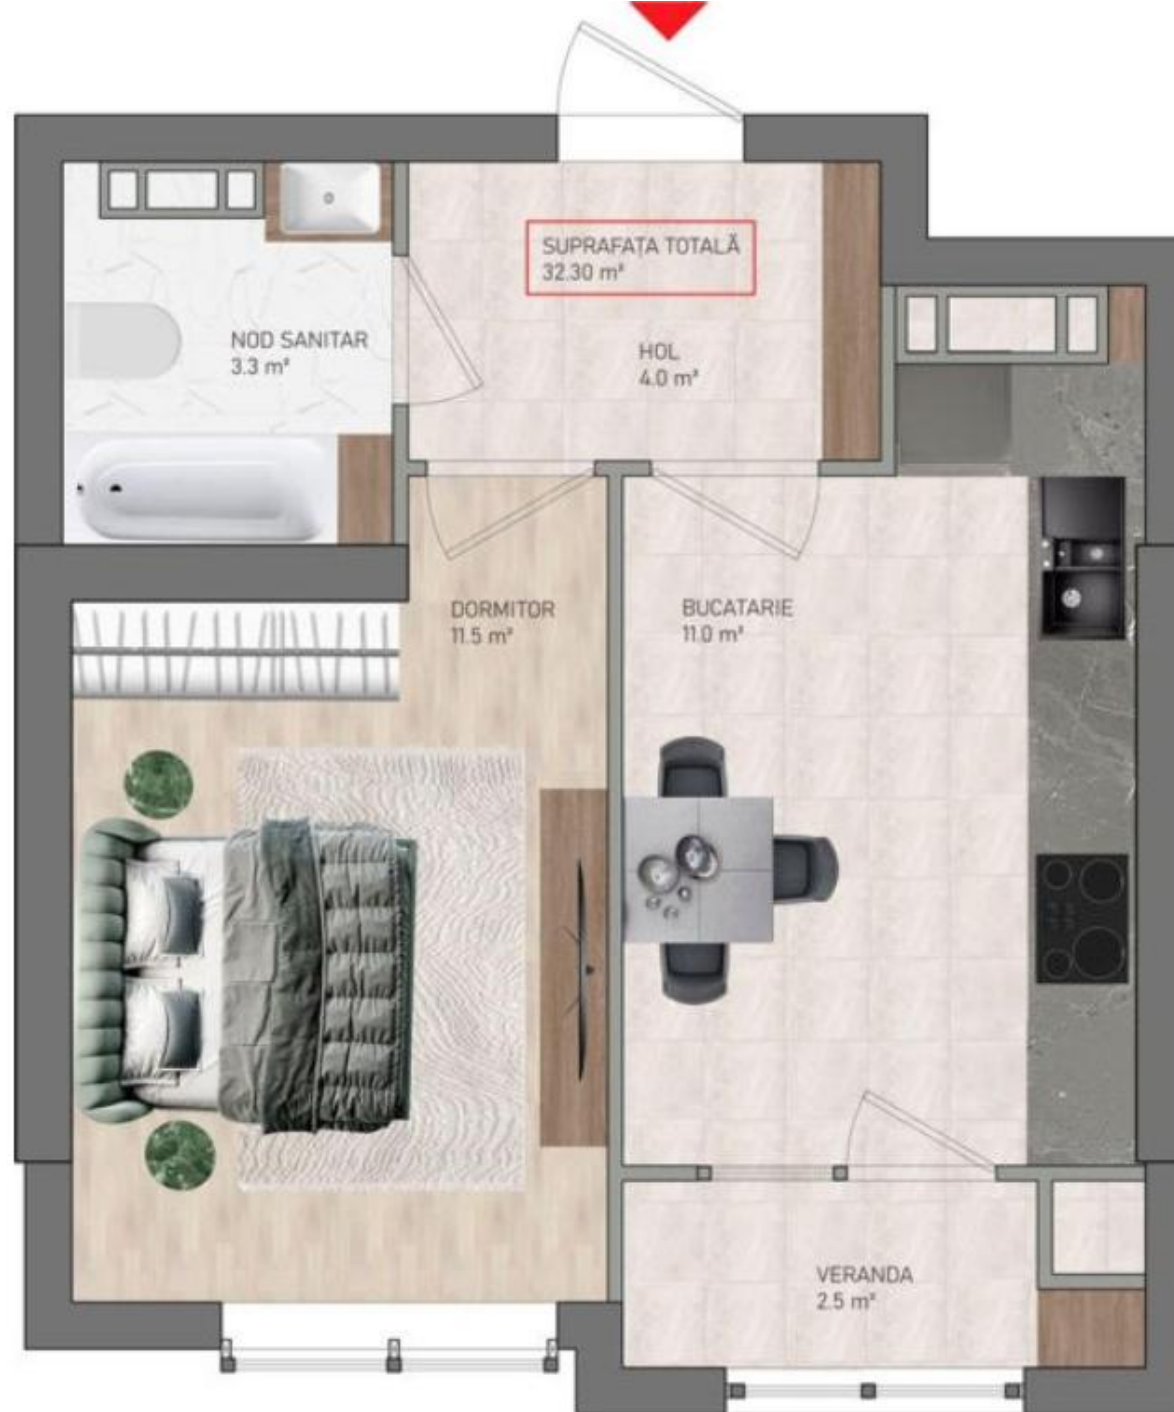 SUPRAFAȚA TOTALĂ
32.30 m²
NOD SANITAR
3.3 m²
HOL
4.0 m²
DORMITOR
11.5 m²
BUCATARIE
11.0 m²
VERANDA
2.5 m²